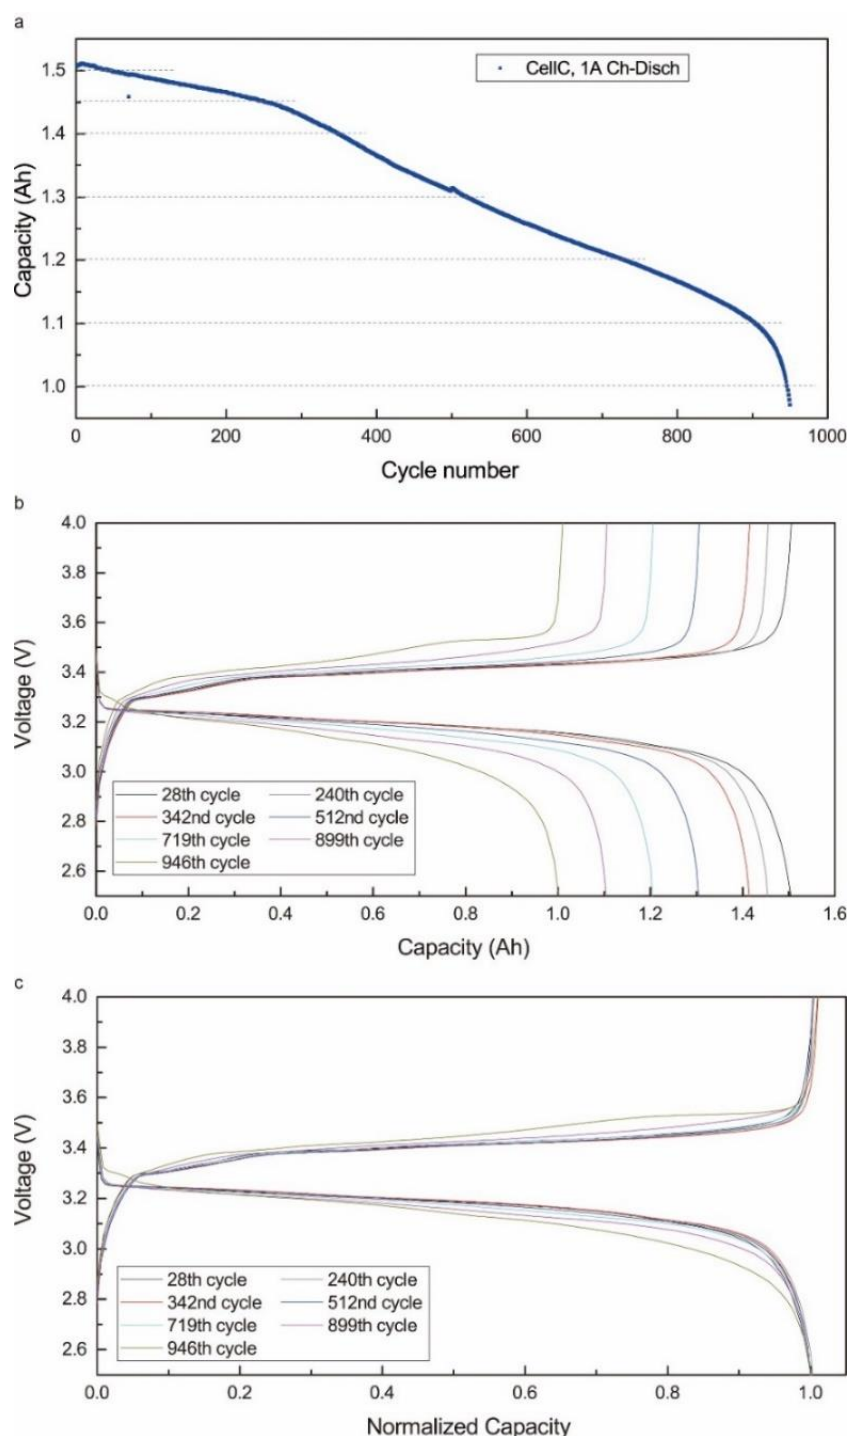 a
1.5
1.4
1.3
1.2
1.1
1.0
Capacity (Ah)
CellC, 1A Ch-Disch
0 200 400 600 800 1000
Cycle number
b
4.0
3.8
3.6
3.4
3.2
3.0
2.8
2.6
Voltage (V)
28th cycle 240th cycle
342nd cycle 512nd cycle
719th cycle 899th cycle
946th cycle
0.0 0.2 0.4 0.6 0.8 1.0 1.2 1.4 1.6
Capacity (Ah)
c
4.0
3.8
3.6
3.4
3.2
3.0
2.8
2.6
Voltage (V)
28th cycle 240th cycle
342nd cycle 512nd cycle
719th cycle 899th cycle
946th cycle
0.0 0.2 0.4 0.6 0.8 1.0
Normalized Capacity